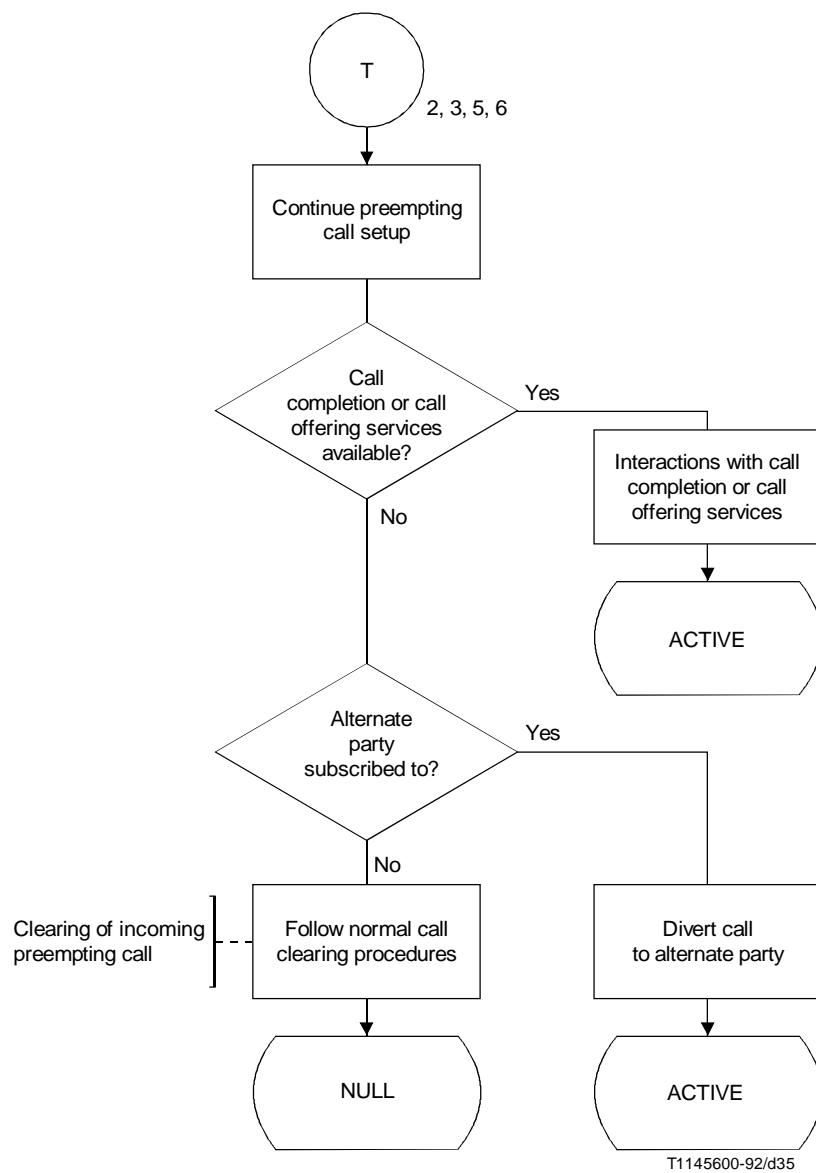 T
2, 3, 5, 6
Continue preempting
call setup
Call
completion or call
offering services
available?
Yes
No
Interactions with call
completion or call
offering services
ACTIVE
Alternate
party
subscribed to?
Yes
No
Clearing of incoming
preempting call
Follow normal call
clearing procedures
Divert call
to alternate party
NULL
ACTIVE
T1145600-92/d35